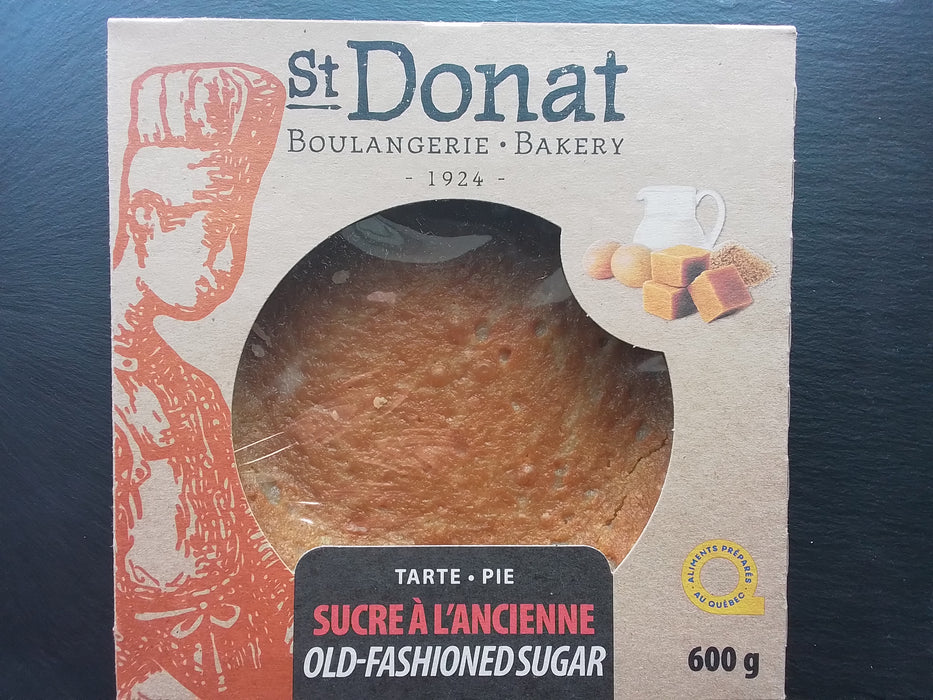 St Donat
BOULANGERIE • BAKERY
- 1924 -
TARTE • PIE
SUCRE À L'ANCIENNE
OLD-FASHIONED SUGAR
ALIMENTS PRÉPARÉS
AU QUÉBEC
600 g